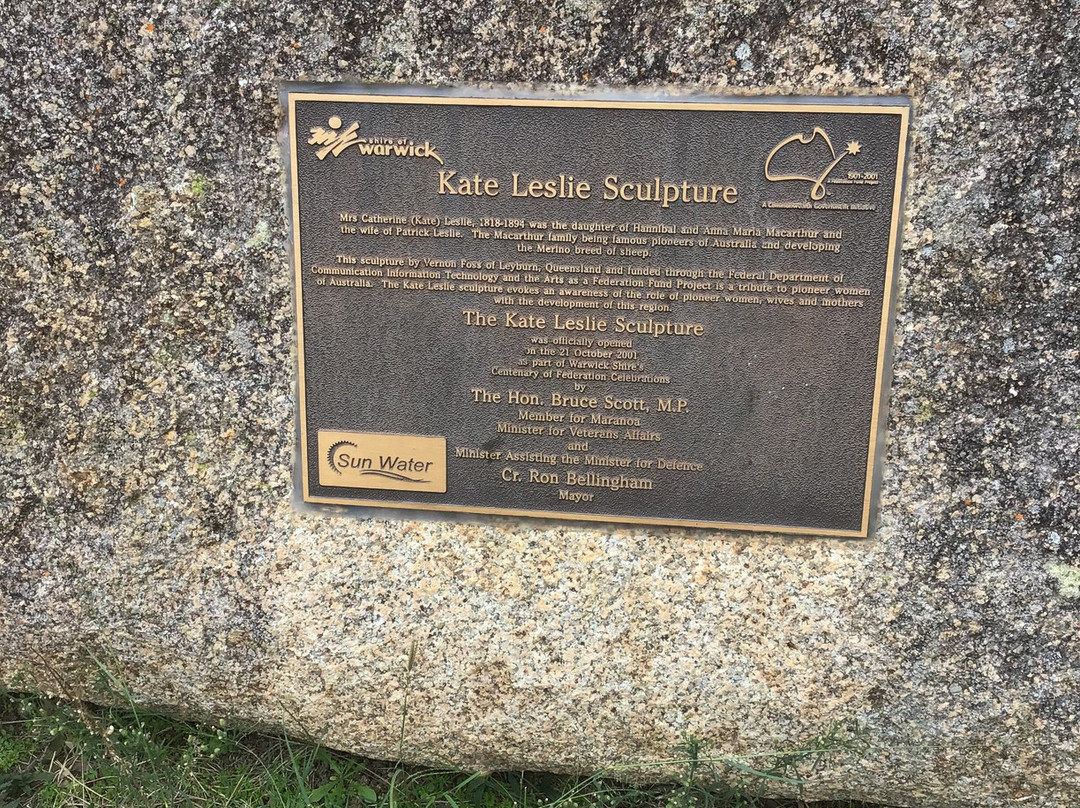 shire of
warwick
1901-2001
A Federation Fund Project
A Commonwealth Government Initiative
Kate Leslie Sculpture
Mrs Catherine (Kate) Leslie, 1818-1894 was the daughter of Hannibal and Anna Maria Macarthur and
the wife of Patrick Leslie. The Macarthur family being famous pioneers of Australia and developing
the Merino breed of sheep.
This sculpture by Vernon Foss of Leyburn, Queensland and funded through the Federal Department of
Communication Information Technology and the Arts as a Federation Fund Project is a tribute to pioneer women
of Australia. The Kate Leslie sculpture evokes an awareness of the role of pioneer women, wives and mothers
with the development of this region.
The Kate Leslie Sculpture
was officially opened
on the 21 October 2001
as part of Warwick Shire's
Centenary of Federation Celebrations
by
The Hon. Bruce Scott, M.P.
Member for Maranoa
Minister for Veterans Affairs
and
Minister Assisting the Minister for Defence
Cr. Ron Bellingham
Mayor
Sun Water